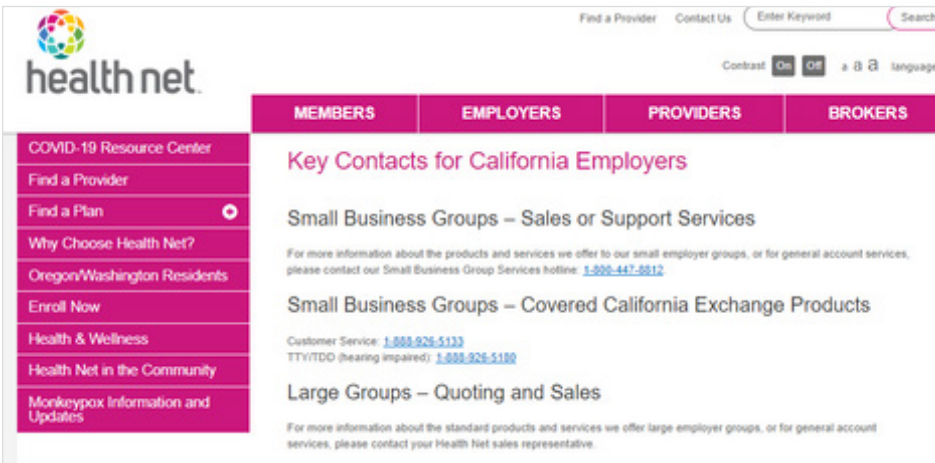 Find a Provider Contact Us Enter Keyword Search
health net.
Contrast On Off a a a language
MEMBERS EMPLOYERS PROVIDERS BROKERS
COVID-19 Resource Center
Find a Provider
Find a Plan
Why Choose Health Net?
Oregon/Washington Residents
Enroll Now
Health & Wellness
Health Net in the Community
Monkeypox Information and
Updates
Key Contacts for California Employers
Small Business Groups – Sales or Support Services
For more information about the products and services we offer to our small employer groups, or for general account services,
please contact our Small Business Group Services hotline: 1-800-447-8812.
Small Business Groups – Covered California Exchange Products
Customer Service: 1-888-926-5133
TTY/TDD (hearing impaired): 1-888-926-5180
Large Groups – Quoting and Sales
For more information about the standard products and services we offer large employer groups, or for general account
services, please contact your Health Net sales representative.